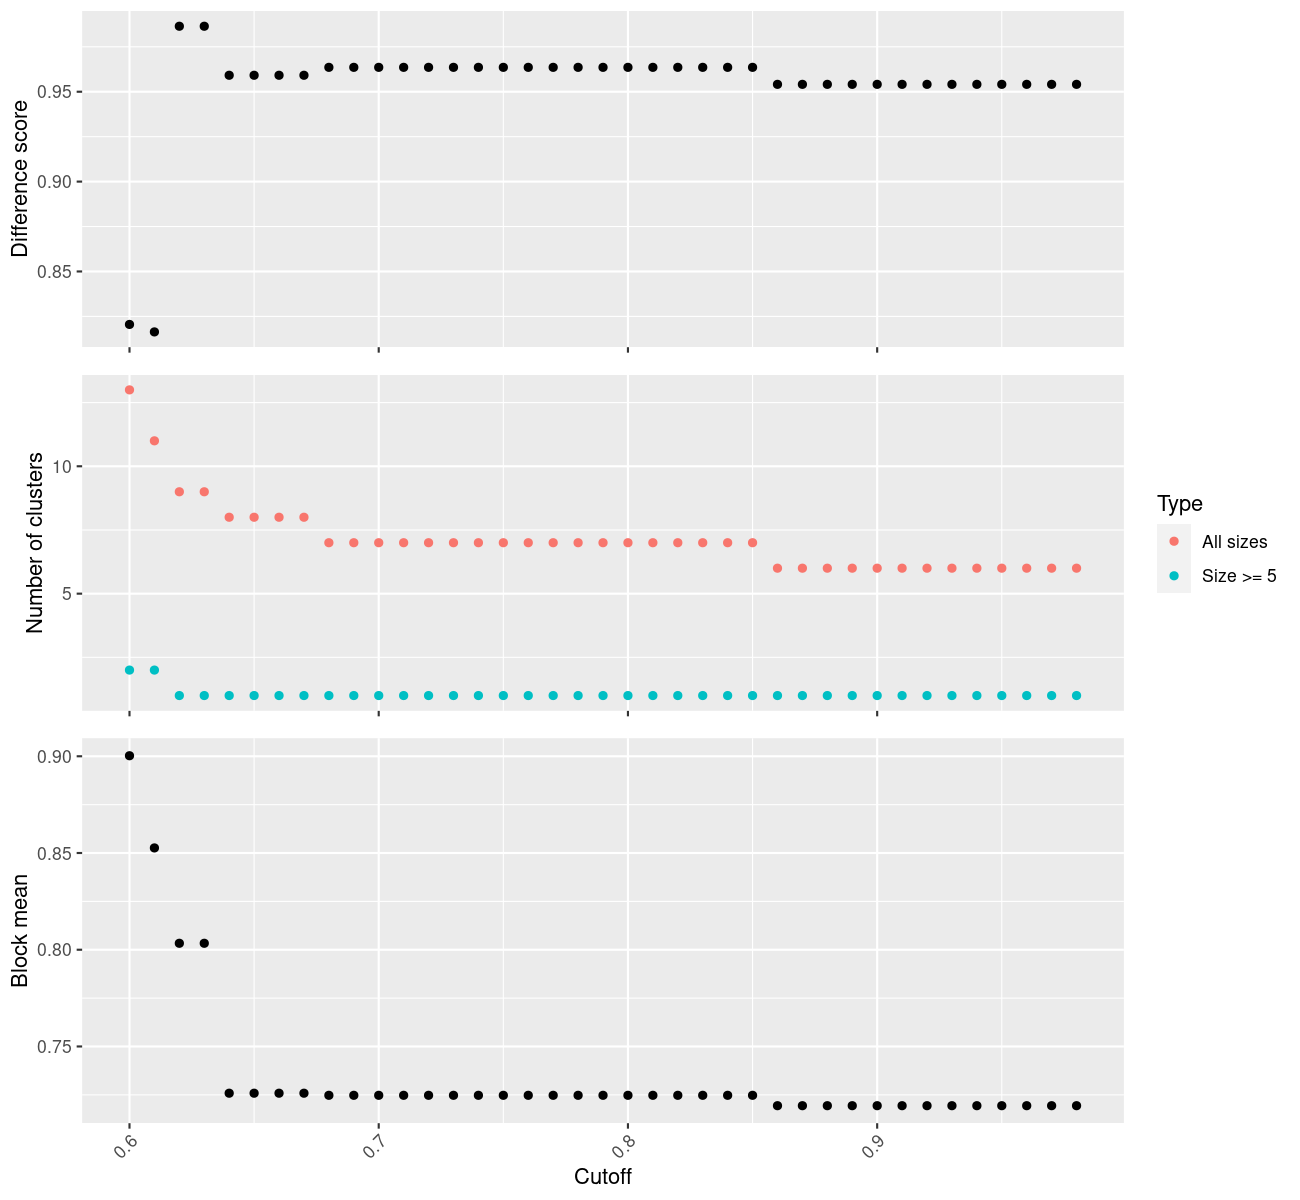 Difference score
0.95
0.90
0.85
Number of clusters
10
5
Type
All sizes
Size >= 5
Block mean
0.90
0.85
0.80
0.75
0.6
0.7
0.8
0.9
Cutoff